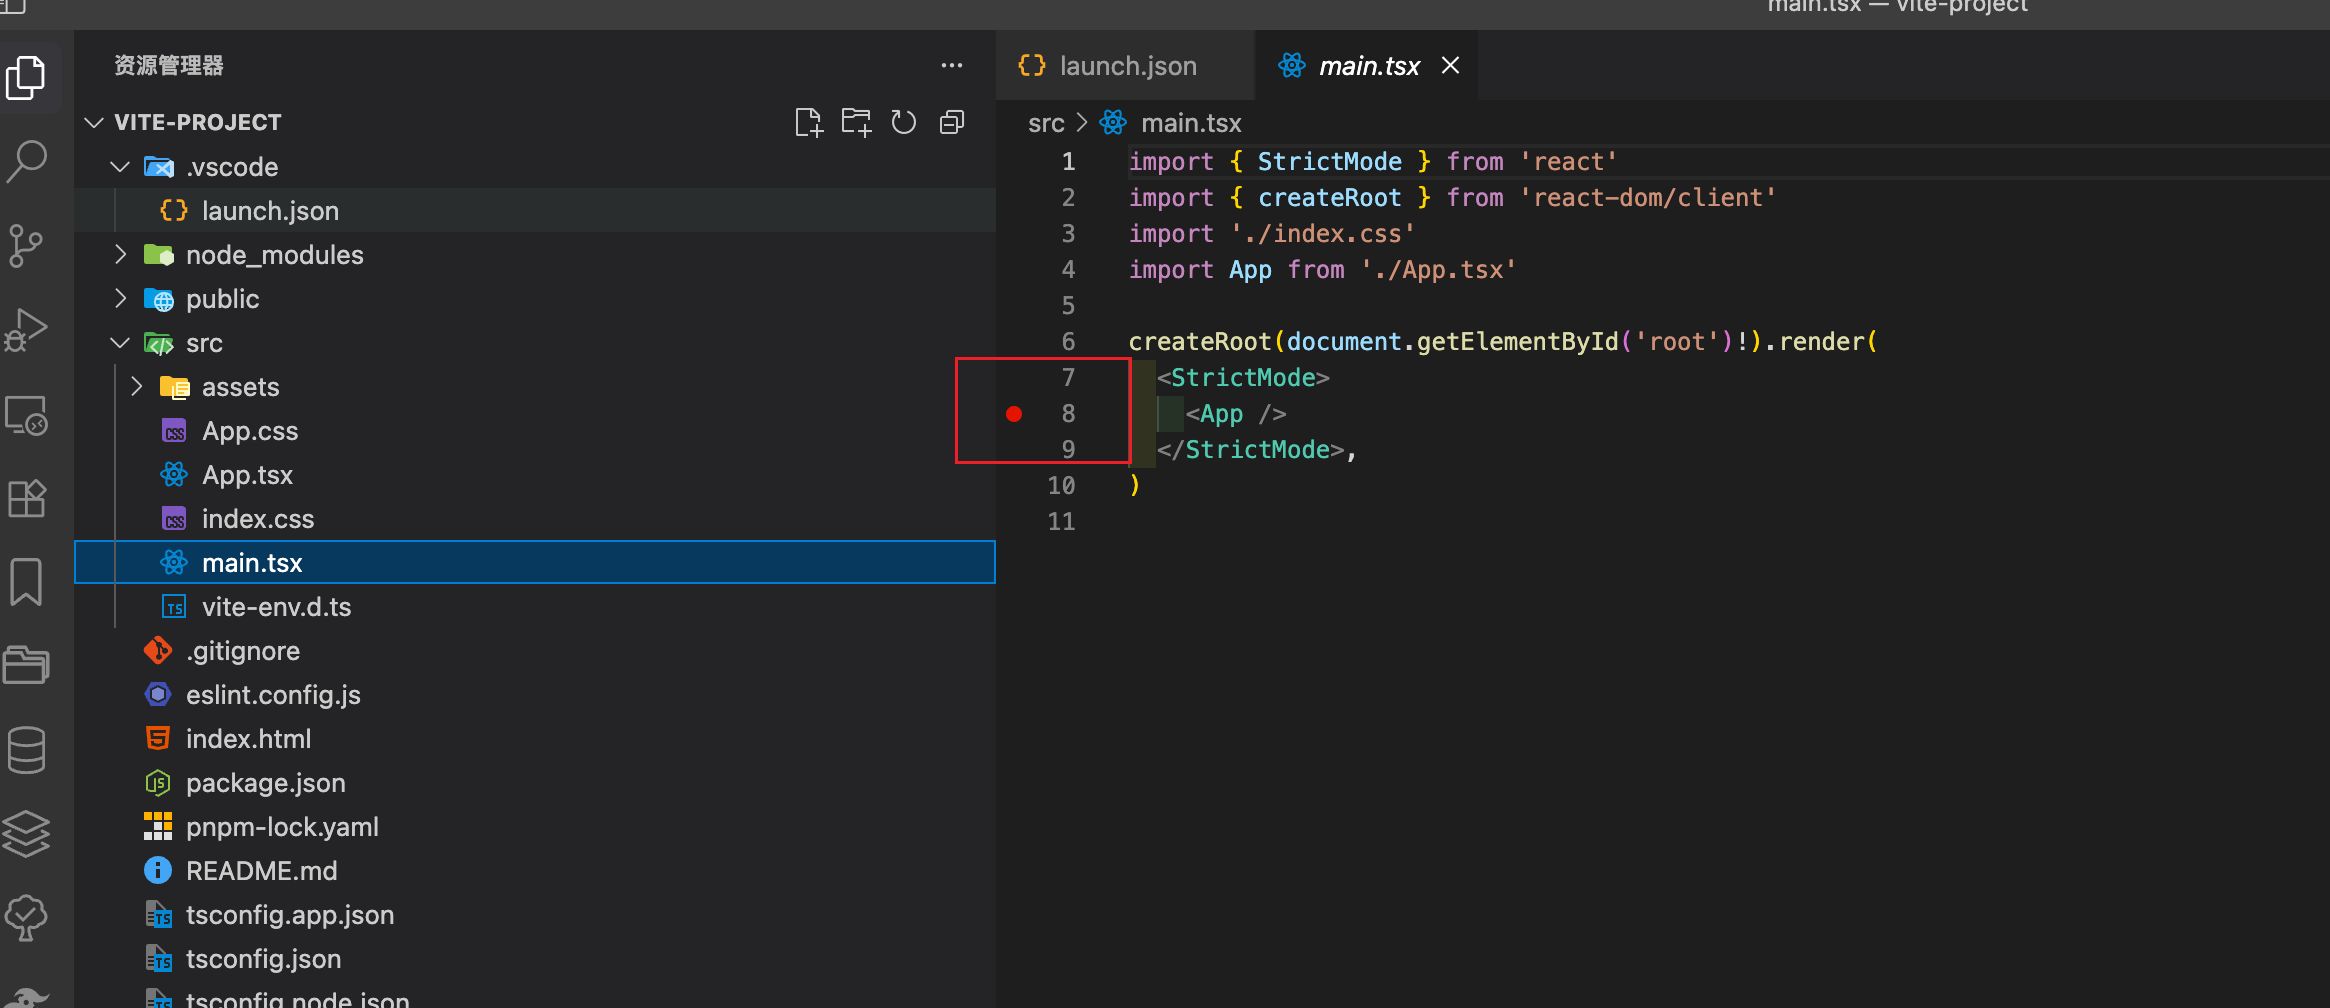 main.tsx — vite-project
资源管理器
VITE-PROJECT
.vscode
launch.json
node_modules
public
src
assets
App.css
App.tsx
index.css
main.tsx
vite-env.d.ts
.gitignore
eslint.config.js
index.html
package.json
pnpm-lock.yaml
README.md
tsconfig.app.json
tsconfig.json
tsconfig.node.json
launch.json
main.tsx
src > main.tsx
1 import { StrictMode } from 'react'
2 import { createRoot } from 'react-dom/client'
3 import './index.css'
4 import App from './App.tsx'
5
6 createRoot(document.getElementById('root')!).render(
7 <StrictMode>
8 <App />
9 </StrictMode>,
10 )
11